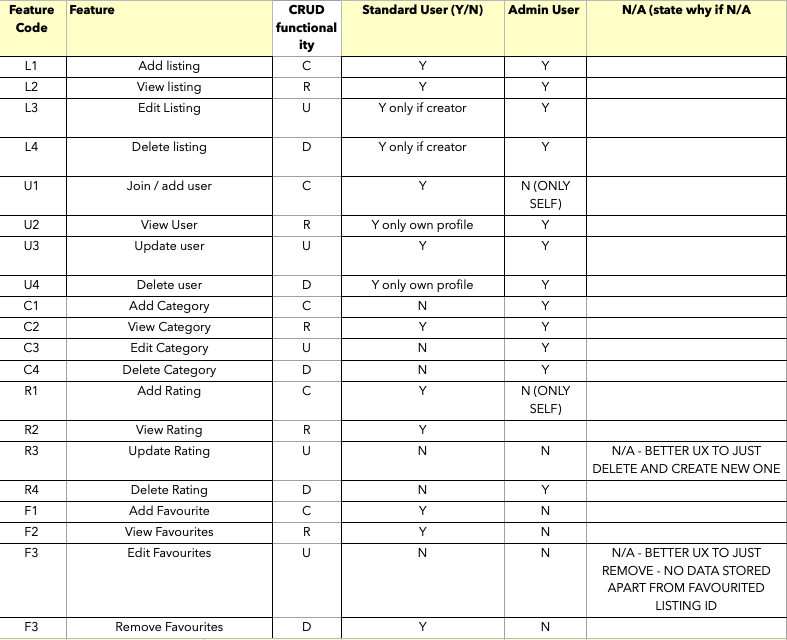 Feature Code Feature CRUD functionality Standard User (Y/N) Admin User N/A (state why if N/A
L1 Add listing C Y Y
L2 View listing R Y Y
L3 Edit Listing U Y only if creator Y
L4 Delete listing D Y only if creator Y
U1 Join / add user C Y N (ONLY SELF)
U2 View User R Y only own profile Y
U3 Update user U Y Y
U4 Delete user D Y only own profile Y
C1 Add Category C N Y
C2 View Category R Y Y
C3 Edit Category U N Y
C4 Delete Category D N Y
R1 Add Rating C Y N (ONLY SELF)
R2 View Rating R Y
R3 Update Rating U N N N/A - BETTER UX TO JUST DELETE AND CREATE NEW ONE
R4 Delete Rating D N Y
F1 Add Favourite C Y N
F2 View Favourites R Y N
F3 Edit Favourites U N N N/A - BETTER UX TO JUST REMOVE - NO DATA STORED APART FROM FAVOURITED LISTING ID
F3 Remove Favourites D Y N